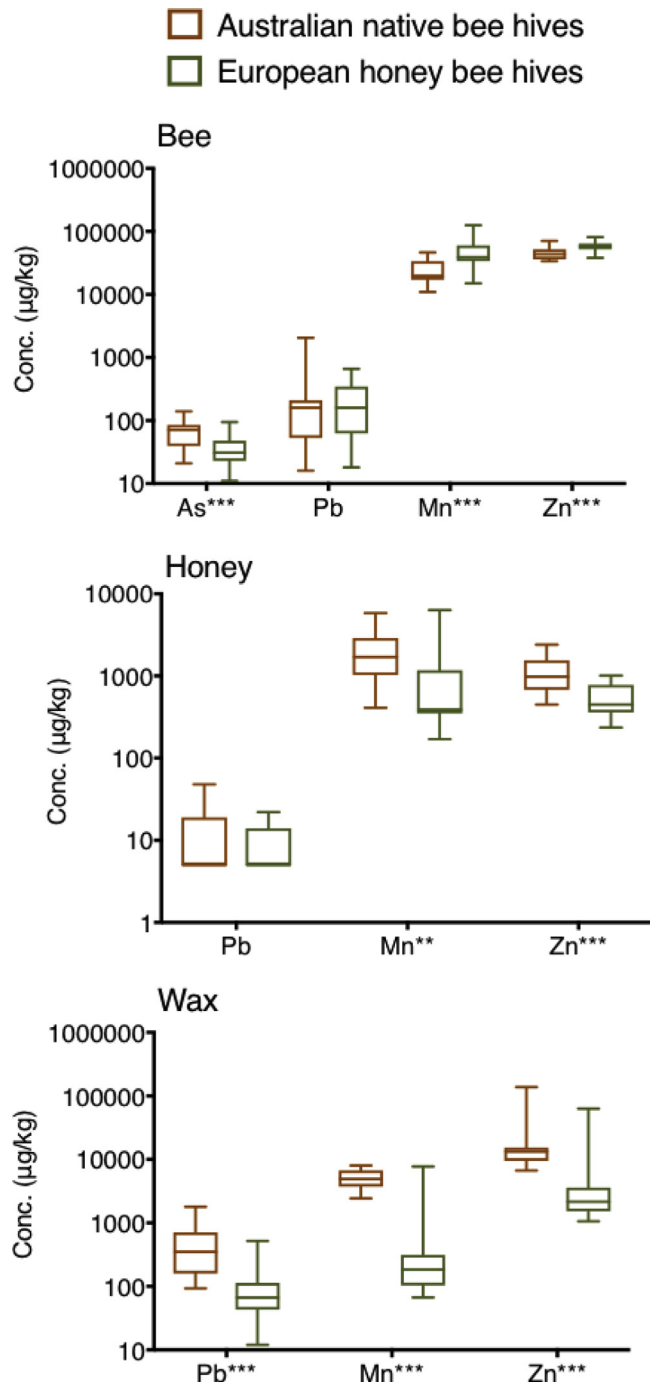 Australian native bee hives
European honey bee hives
Bee
Conc. (µg/kg)
1000000
100000
10000
1000
100
10
As*** Pb Mn*** Zn***
Honey
Conc. (µg/kg)
10000
1000
100
10
1
Pb Mn** Zn***
Wax
Conc. (µg/kg)
1000000
100000
10000
1000
100
10
Pb*** Mn*** Zn***